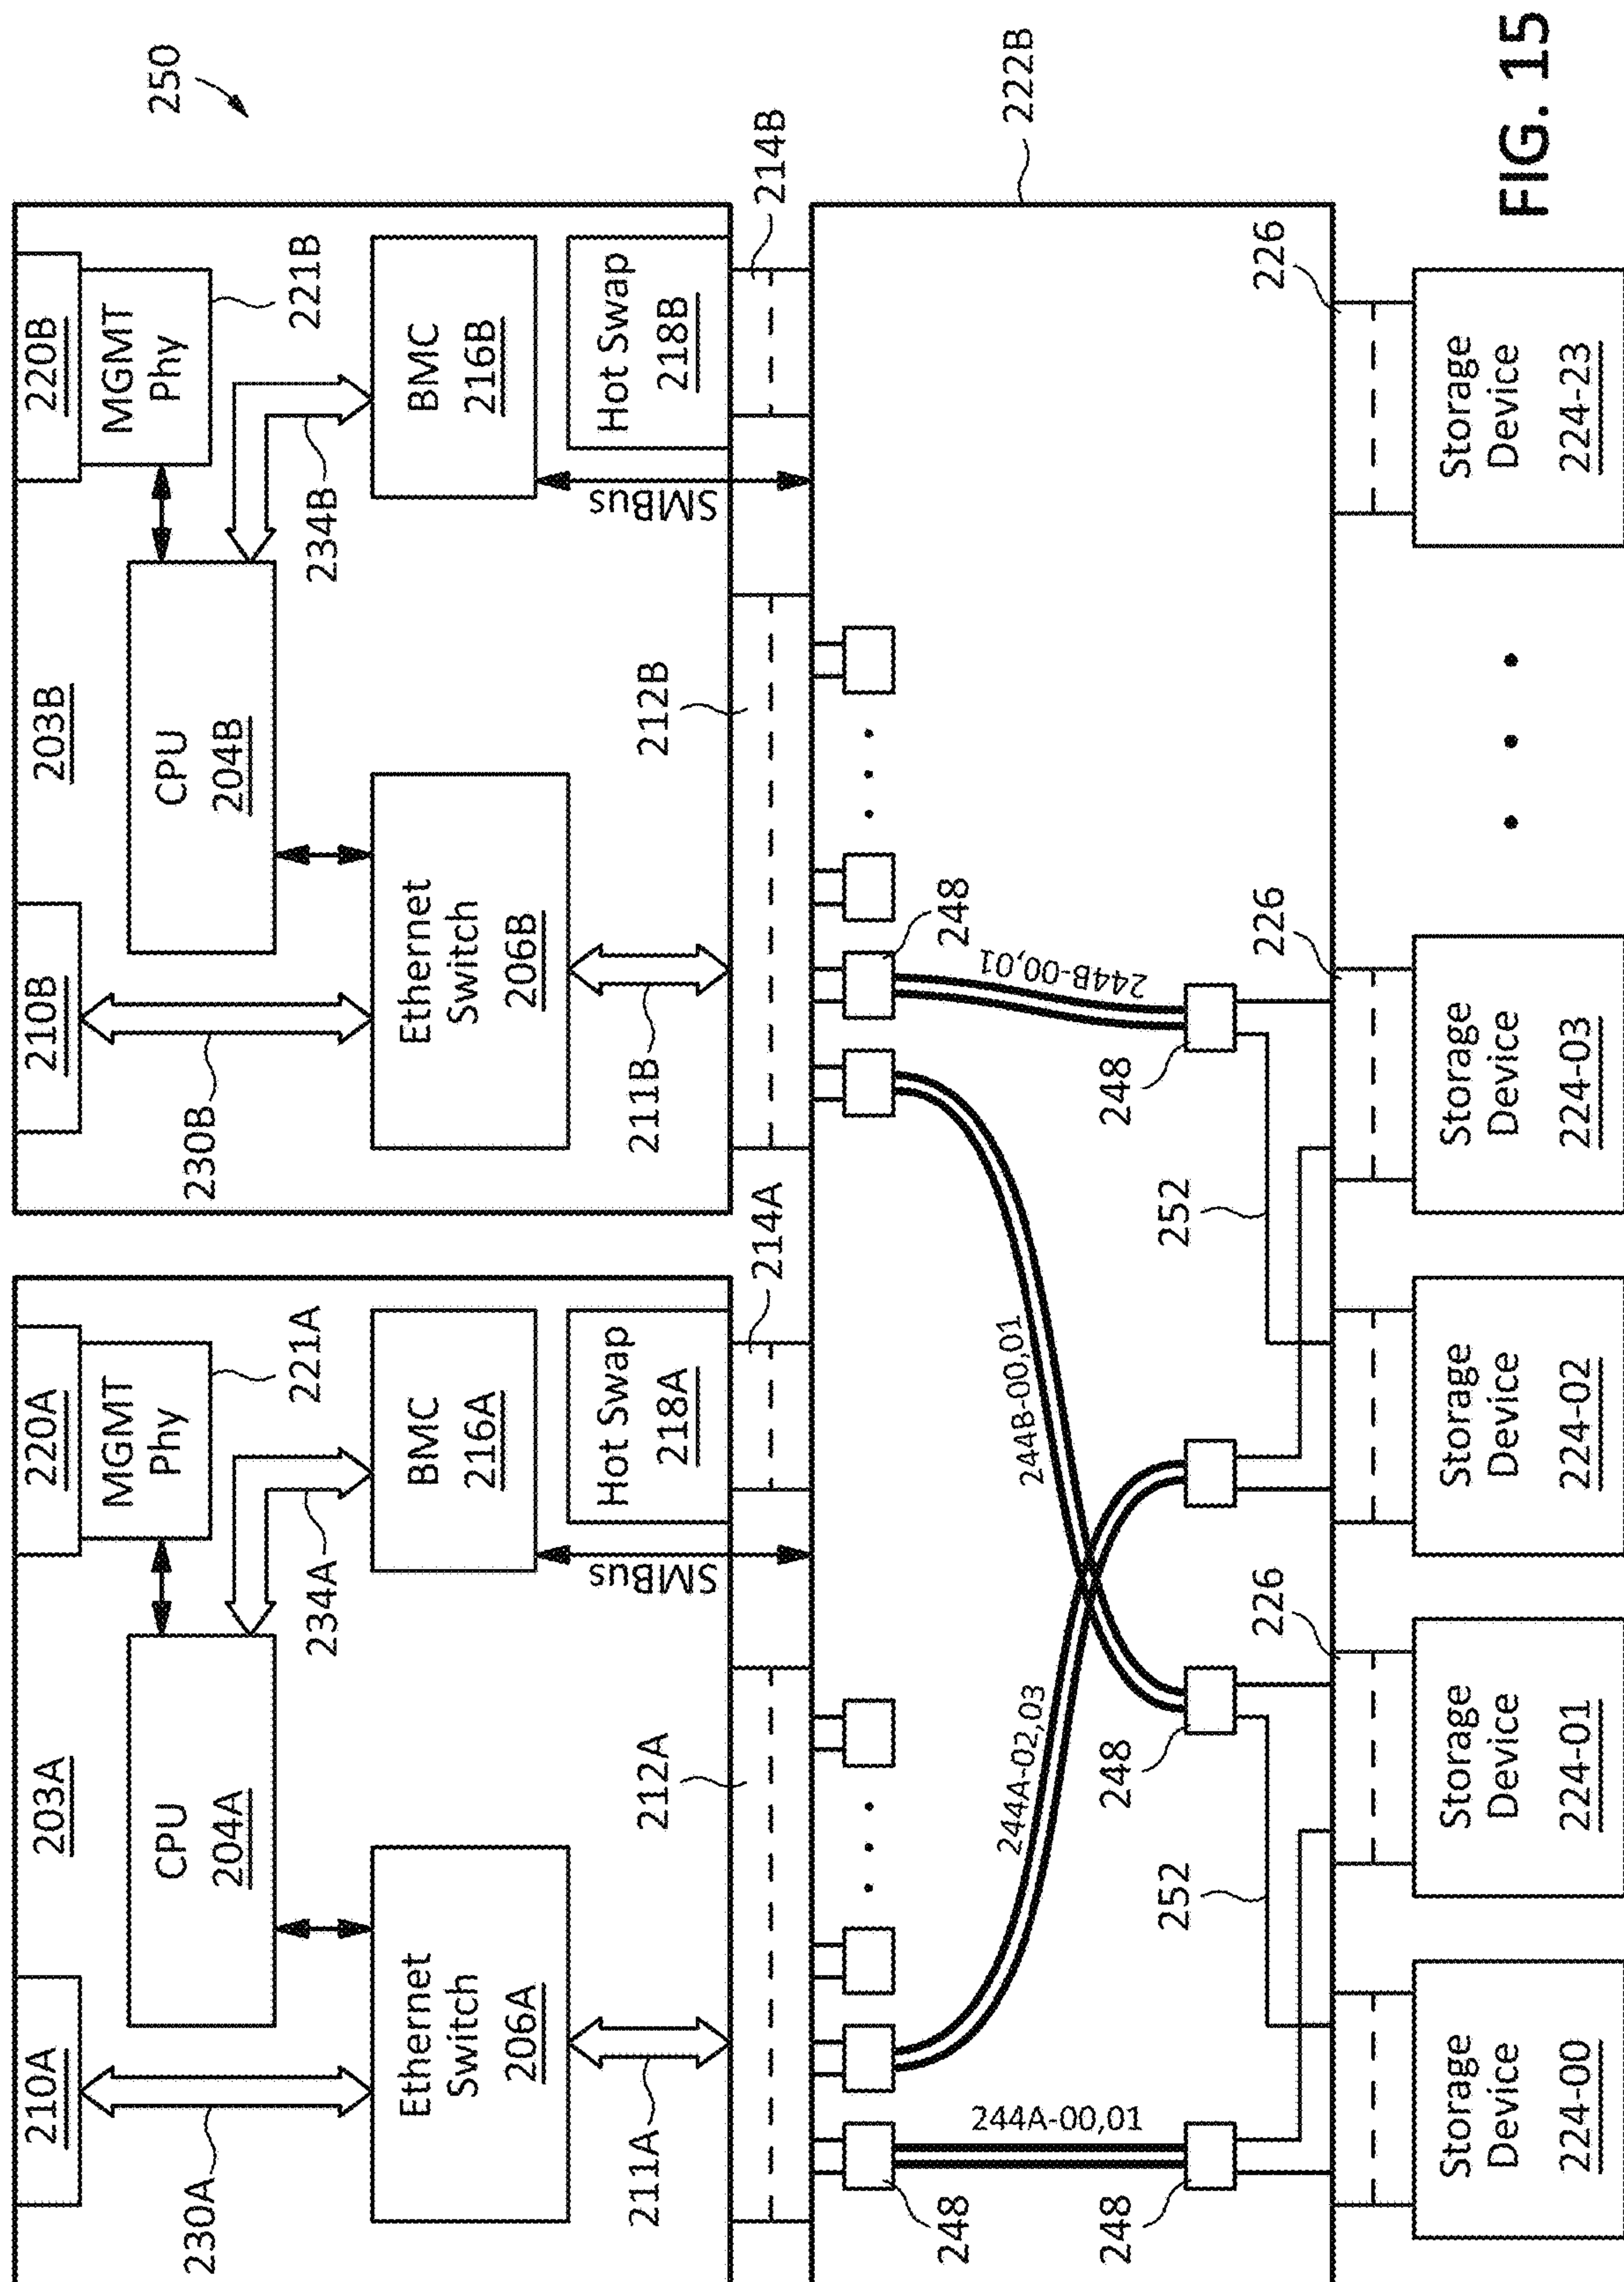 250
203A
203B
210A
220A
210B
220B
MGMT
Phy
MGMT
Phy
221A
221B
230A
230B
CPU
204A
CPU
204B
234A
234B
Ethernet
Switch
206A
BMC
216A
Ethernet
Switch
206B
BMC
216B
Hot Swap
218A
Hot Swap
218B
211A
211B
SMBus
SMBus
212A
214A
212B
214B
222B
248
248
244A-00,01
244A-02,03
244B-00,01
244B-00,01
248
248
248
252
252
226
226
226
Storage
Device
224-00
Storage
Device
224-01
Storage
Device
224-02
Storage
Device
224-03
Storage
Device
224-23
FIG. 15